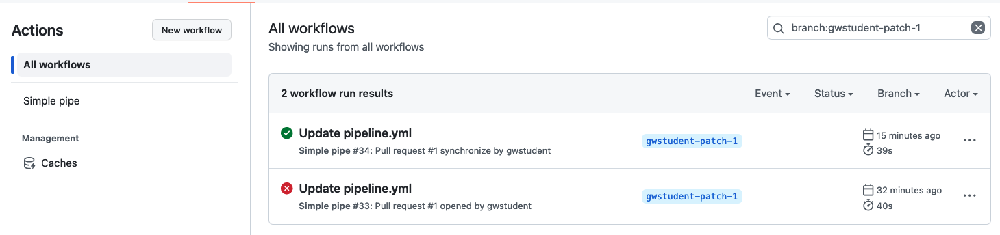 Actions
New workflow
All workflows
Simple pipe
Management
Caches
All workflows
Showing runs from all workflows
branch:gwstudent-patch-1
2 workflow run results
Event
Status
Branch
Actor
Update pipeline.yml
Simple pipe #34: Pull request #1 synchronize by gwstudent
gwstudent-patch-1
15 minutes ago
39s
Update pipeline.yml
Simple pipe #33: Pull request #1 opened by gwstudent
gwstudent-patch-1
32 minutes ago
40s